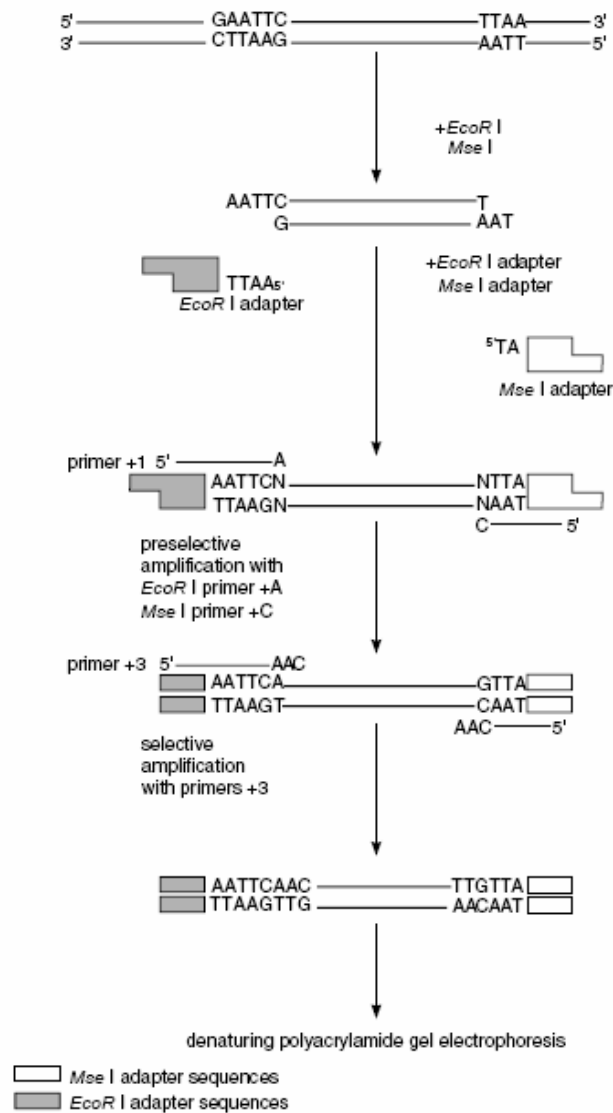 5' GAATTC TTAA 3'
3' CTTAAG AATT 5'
+EcoR I
Mse I
AATTC T
G AAT
+EcoR I adapter
Mse I adapter
TTAA5'
EcoR I adapter
5'TA
Mse I adapter
primer +1 5' A
AATTCN NTTA
TTAAGN NAAT
C 5'
preselective
amplification with
EcoR I primer +A
Mse I primer +C
primer +3 5' AAC
AATTCA GTTA
TTAAGT CAAT
AAC 5'
selective
amplification
with primers +3
AATTCAAC TTGTTA
TTAAGTTG AACAAT
denaturing polyacrylamide gel electrophoresis
Mse I adapter sequences
EcoR I adapter sequences